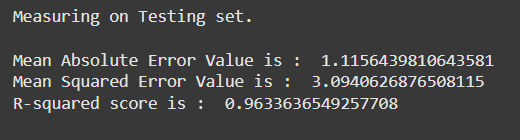 Measuring on Testing set.
Mean Absolute Error Value is :  1.1156439810643581
Mean Squared Error Value is :  3.0940626876508115
R-squared score is :  0.9633636549257708